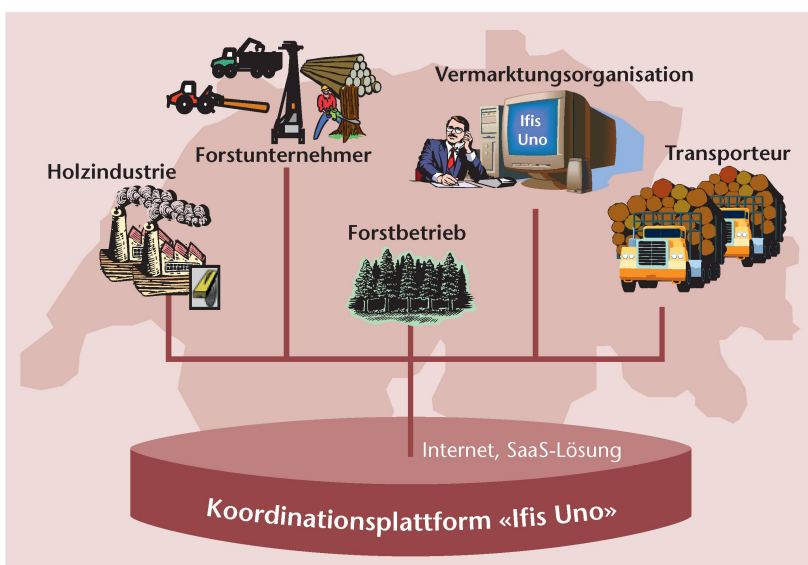 Vermarktungsorganisation
Ifis
Uno
Forstunternehmer
Transporteur
Holzindustrie
Forstbetrieb
Internet, SaaS-Lösung
Koordinationsplattform «Ifis Uno»